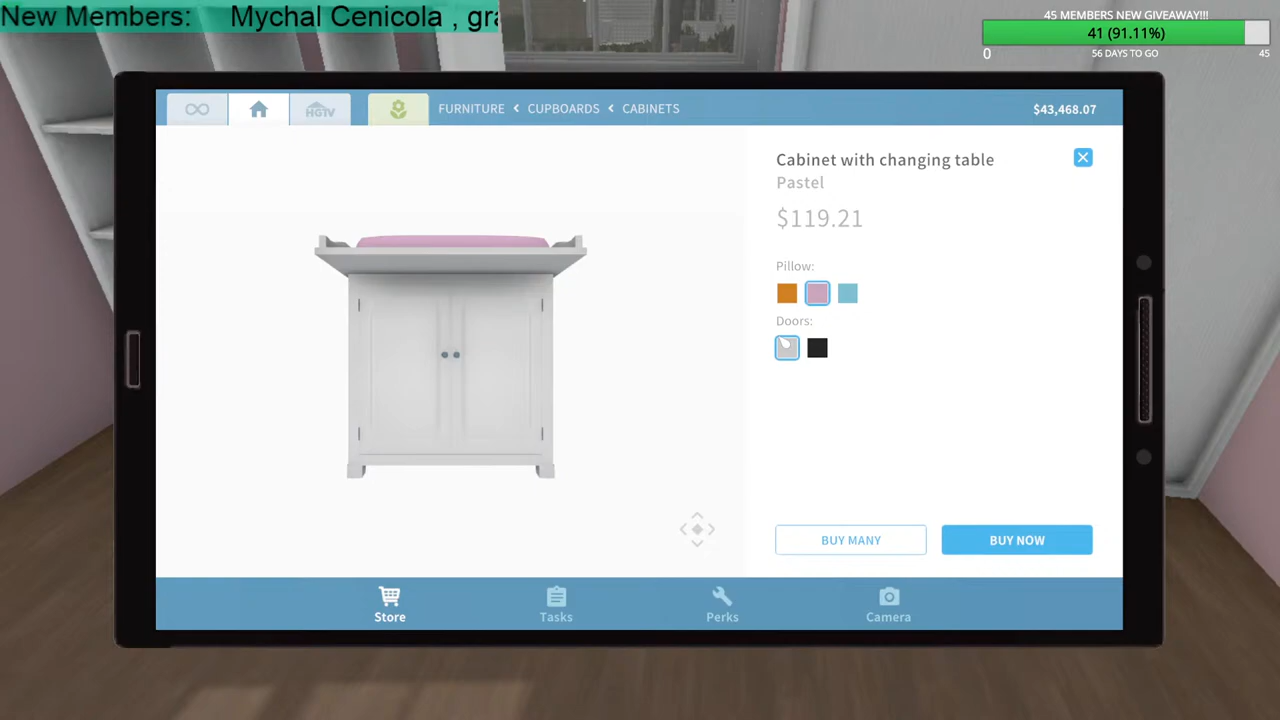 New Members: Mychal Cenicola , gra
45 MEMBERS NEW GIVEAWAY!!!
41 (91.11%)
0 56 DAYS TO GO 45
HGTV FURNITURE < CUPBOARDS < CABINETS $43,468.07
Cabinet with changing table
Pastel
$119.21
Pillow:
Doors:
BUY MANY BUY NOW
Store Tasks Perks Camera